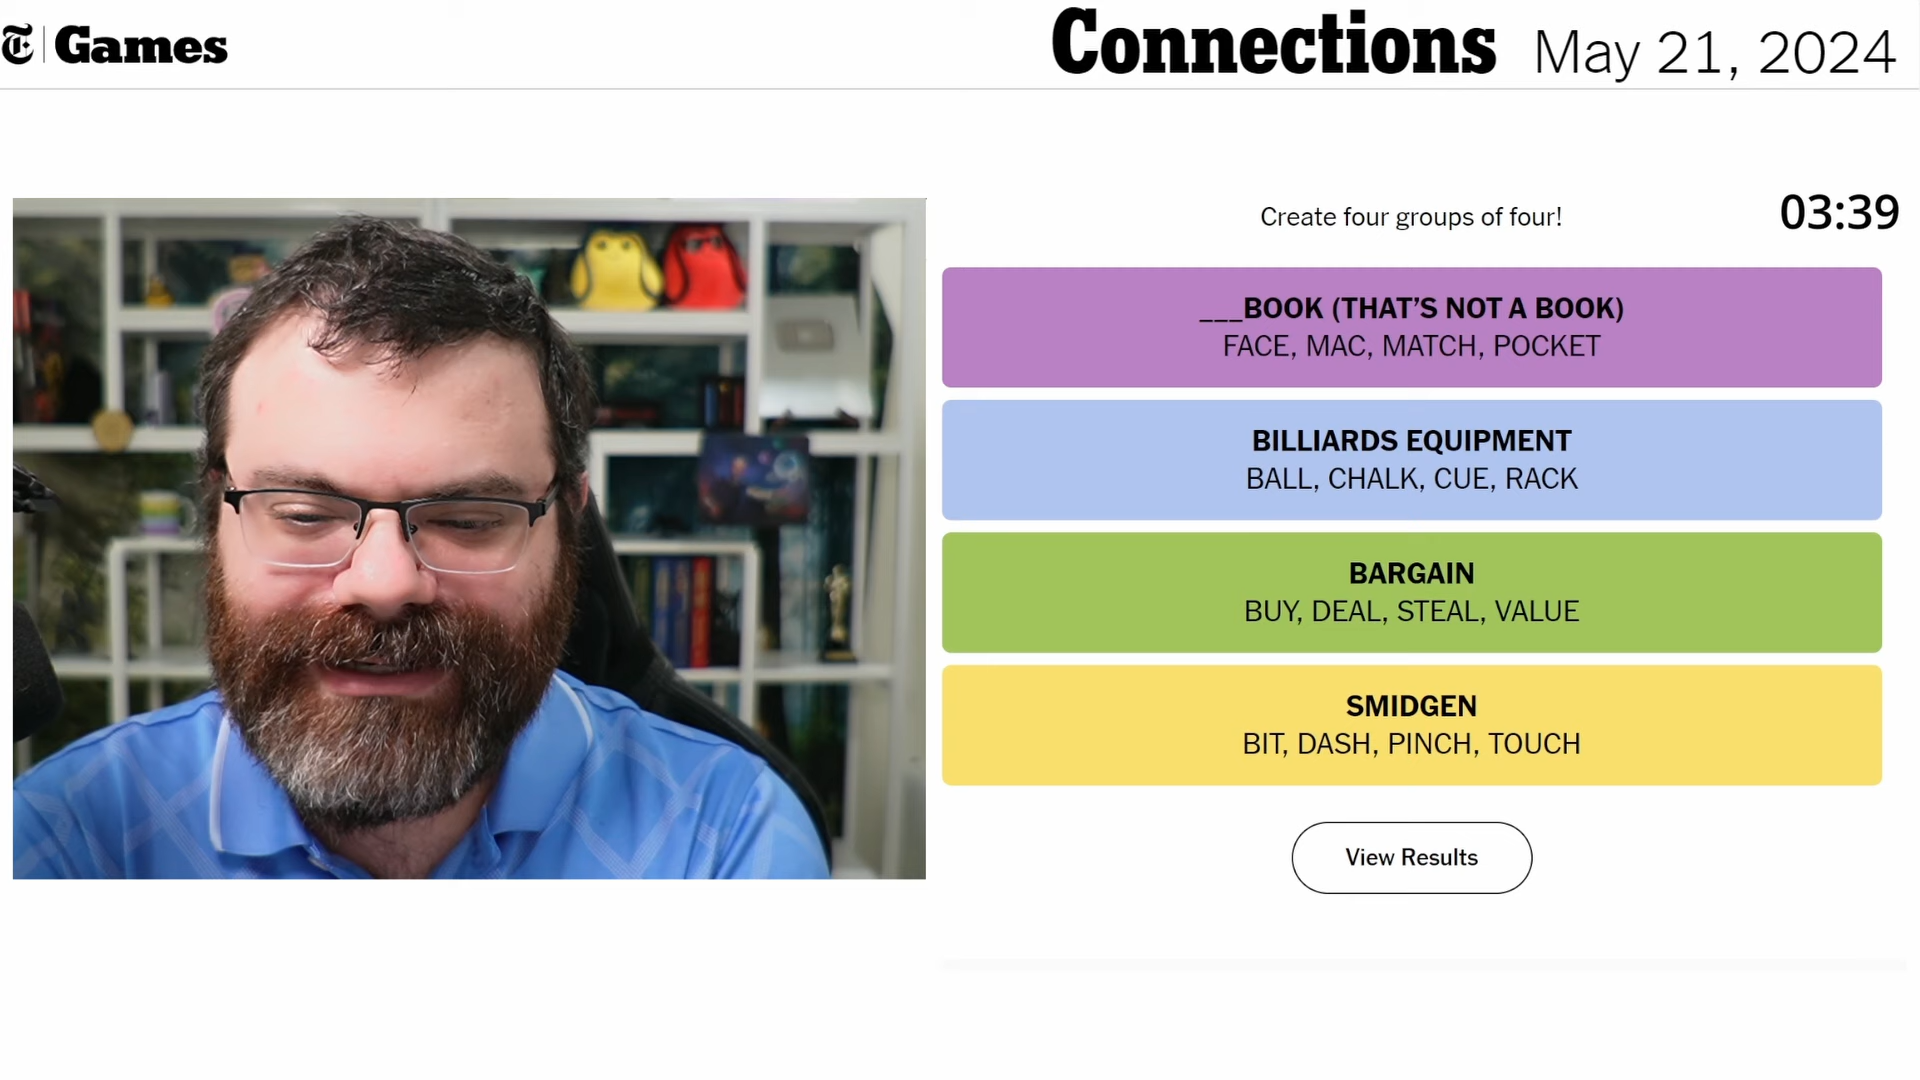 T Games
Connections May 21, 2024
Create four groups of four!
03:39
___BOOK (THAT’S NOT A BOOK)
FACE, MAC, MATCH, POCKET
BILLIARDS EQUIPMENT
BALL, CHALK, CUE, RACK
BARGAIN
BUY, DEAL, STEAL, VALUE
SMIDGEN
BIT, DASH, PINCH, TOUCH
View Results